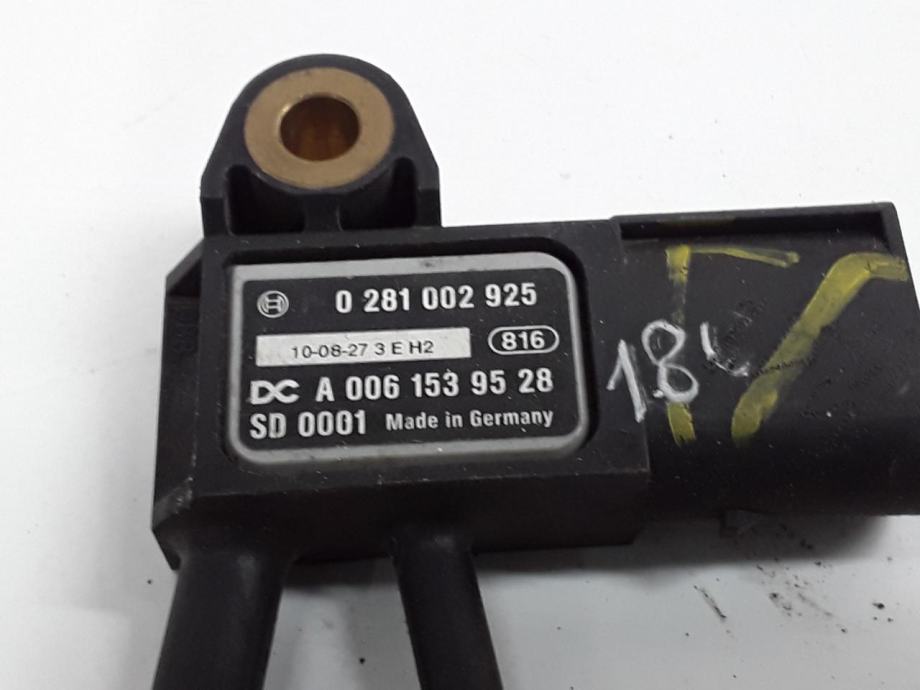 0 281 002 925
10-08-27 3 E H2
816
DC A 006 153 95 28
SD 0001 Made in Germany